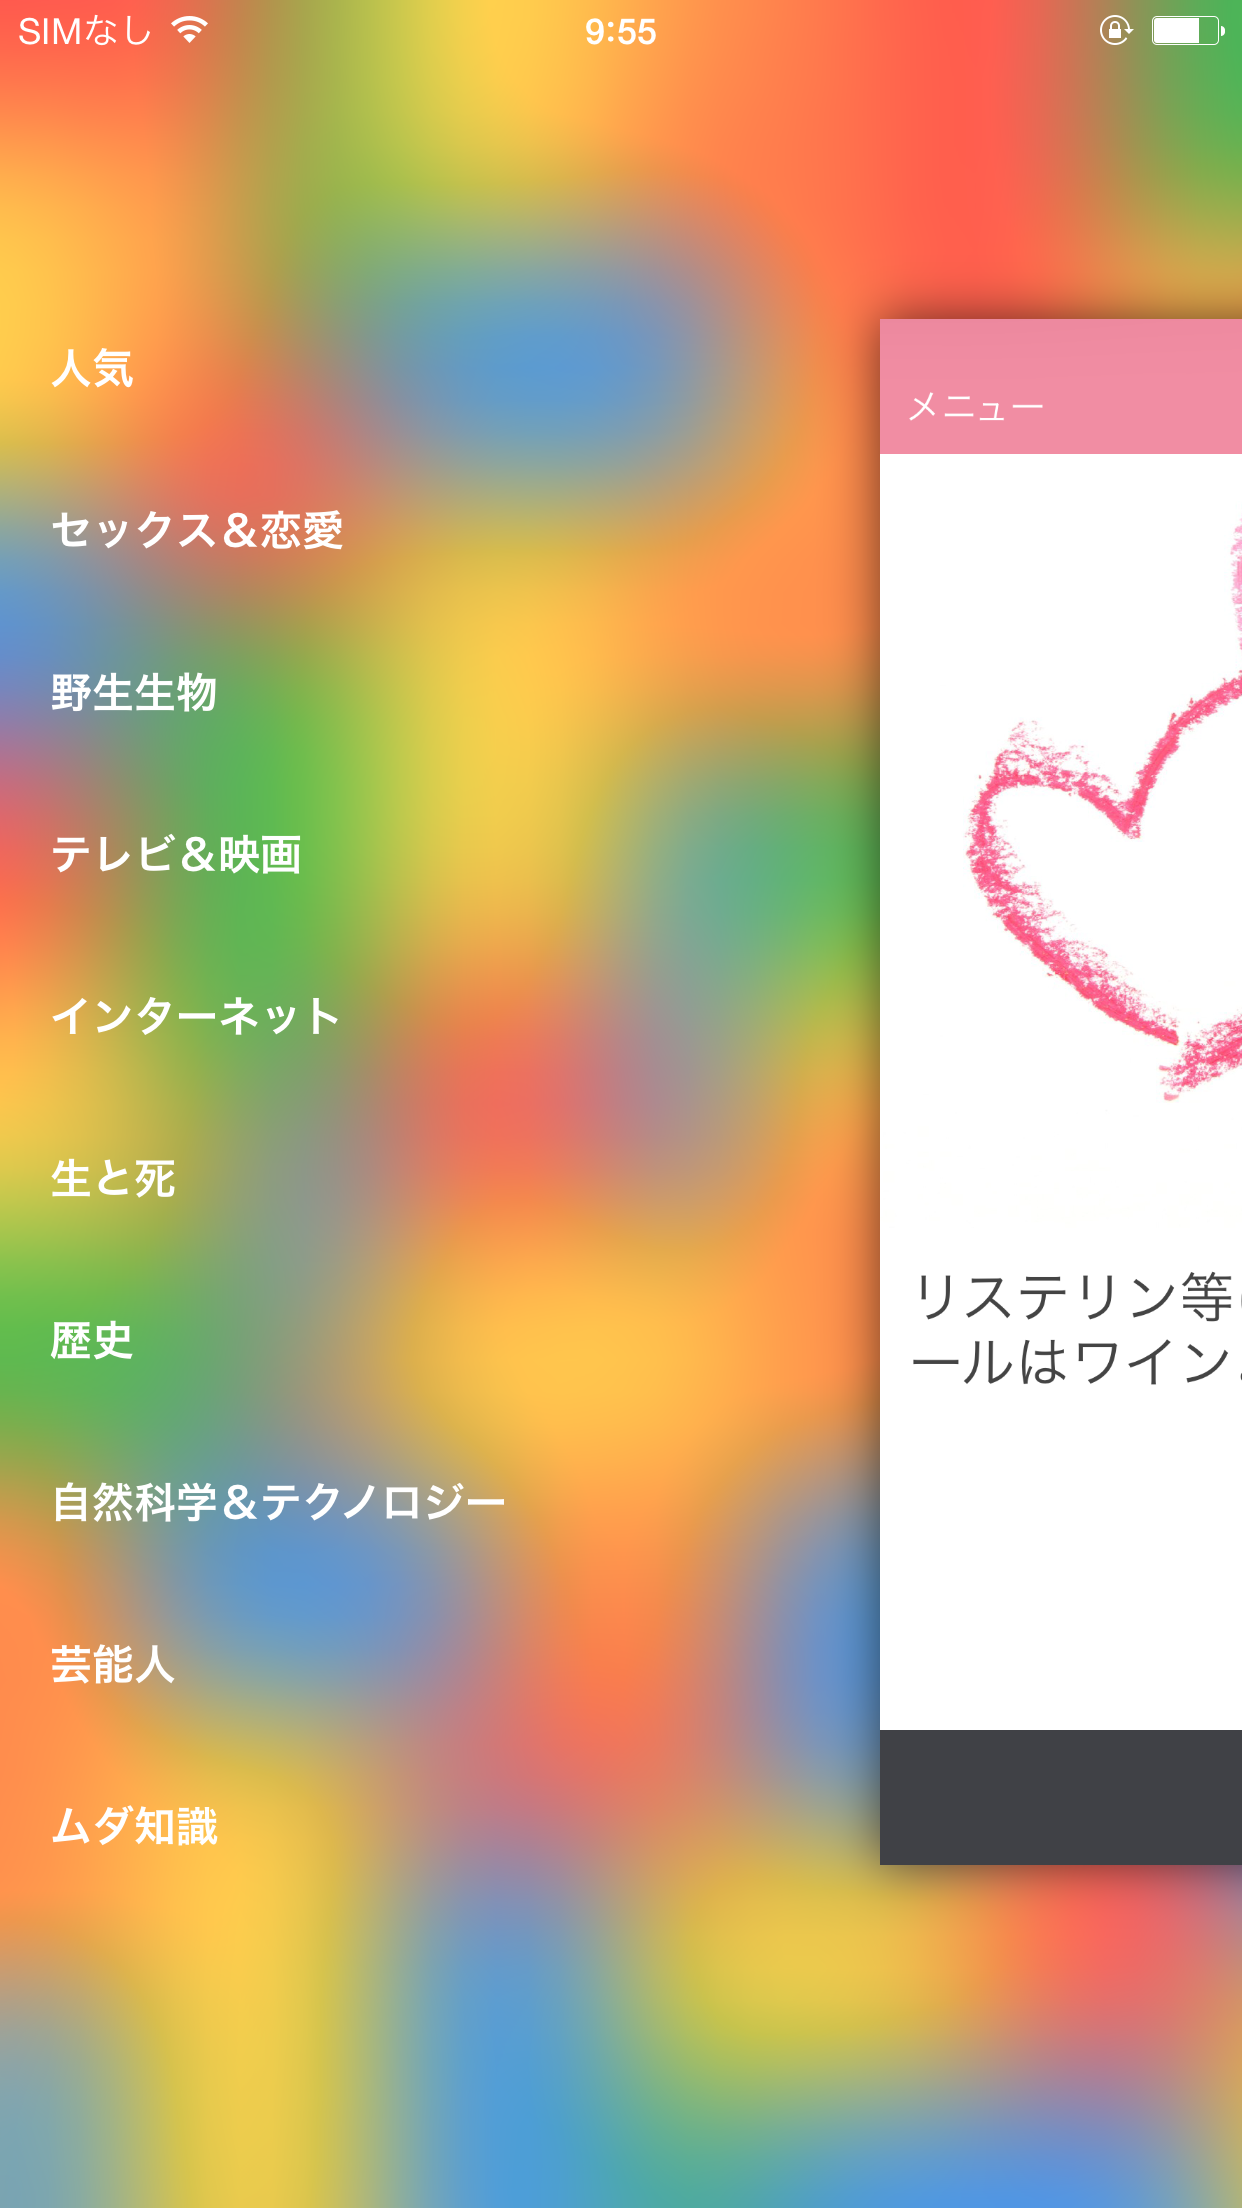 SIMなし 9:55
人気
セックス＆恋愛
野生生物
テレビ＆映画
インターネット
生と死
歴史
自然科学＆テクノロジー
芸能人
ムダ知識
メニュー
リステリン等
ールはワイン